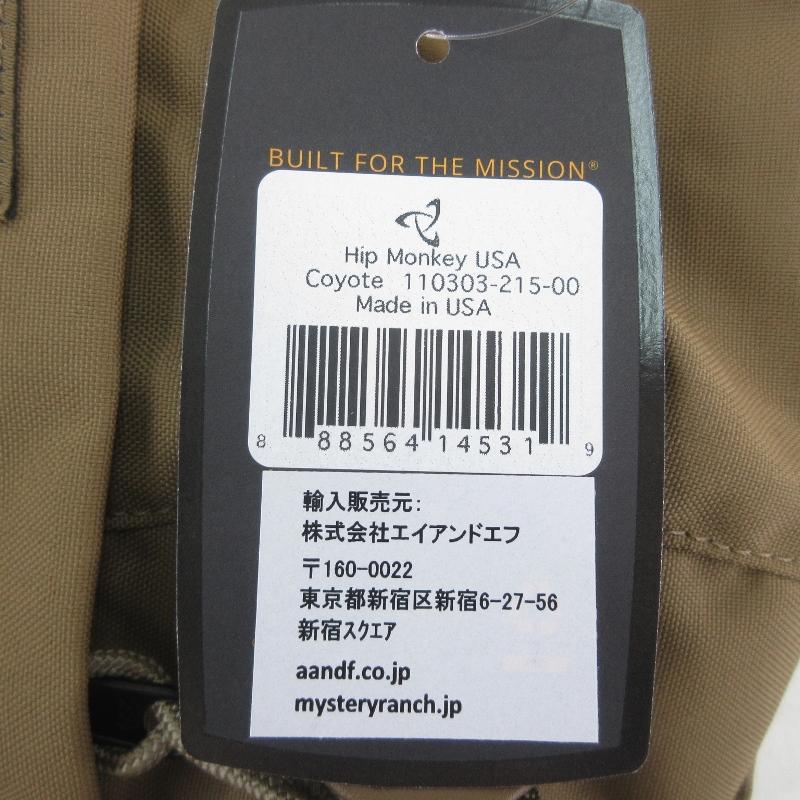 BUILT FOR THE MISSION®
Hip Monkey USA
Coyote 110303-215-00
Made in USA
8 88564 14531 9
輸入販売元:
株式会社エイアンドエフ
〒160-0022
東京都新宿区新宿6-27-56
新宿スクエア
aandf.co.jp
mysteryranch.jp